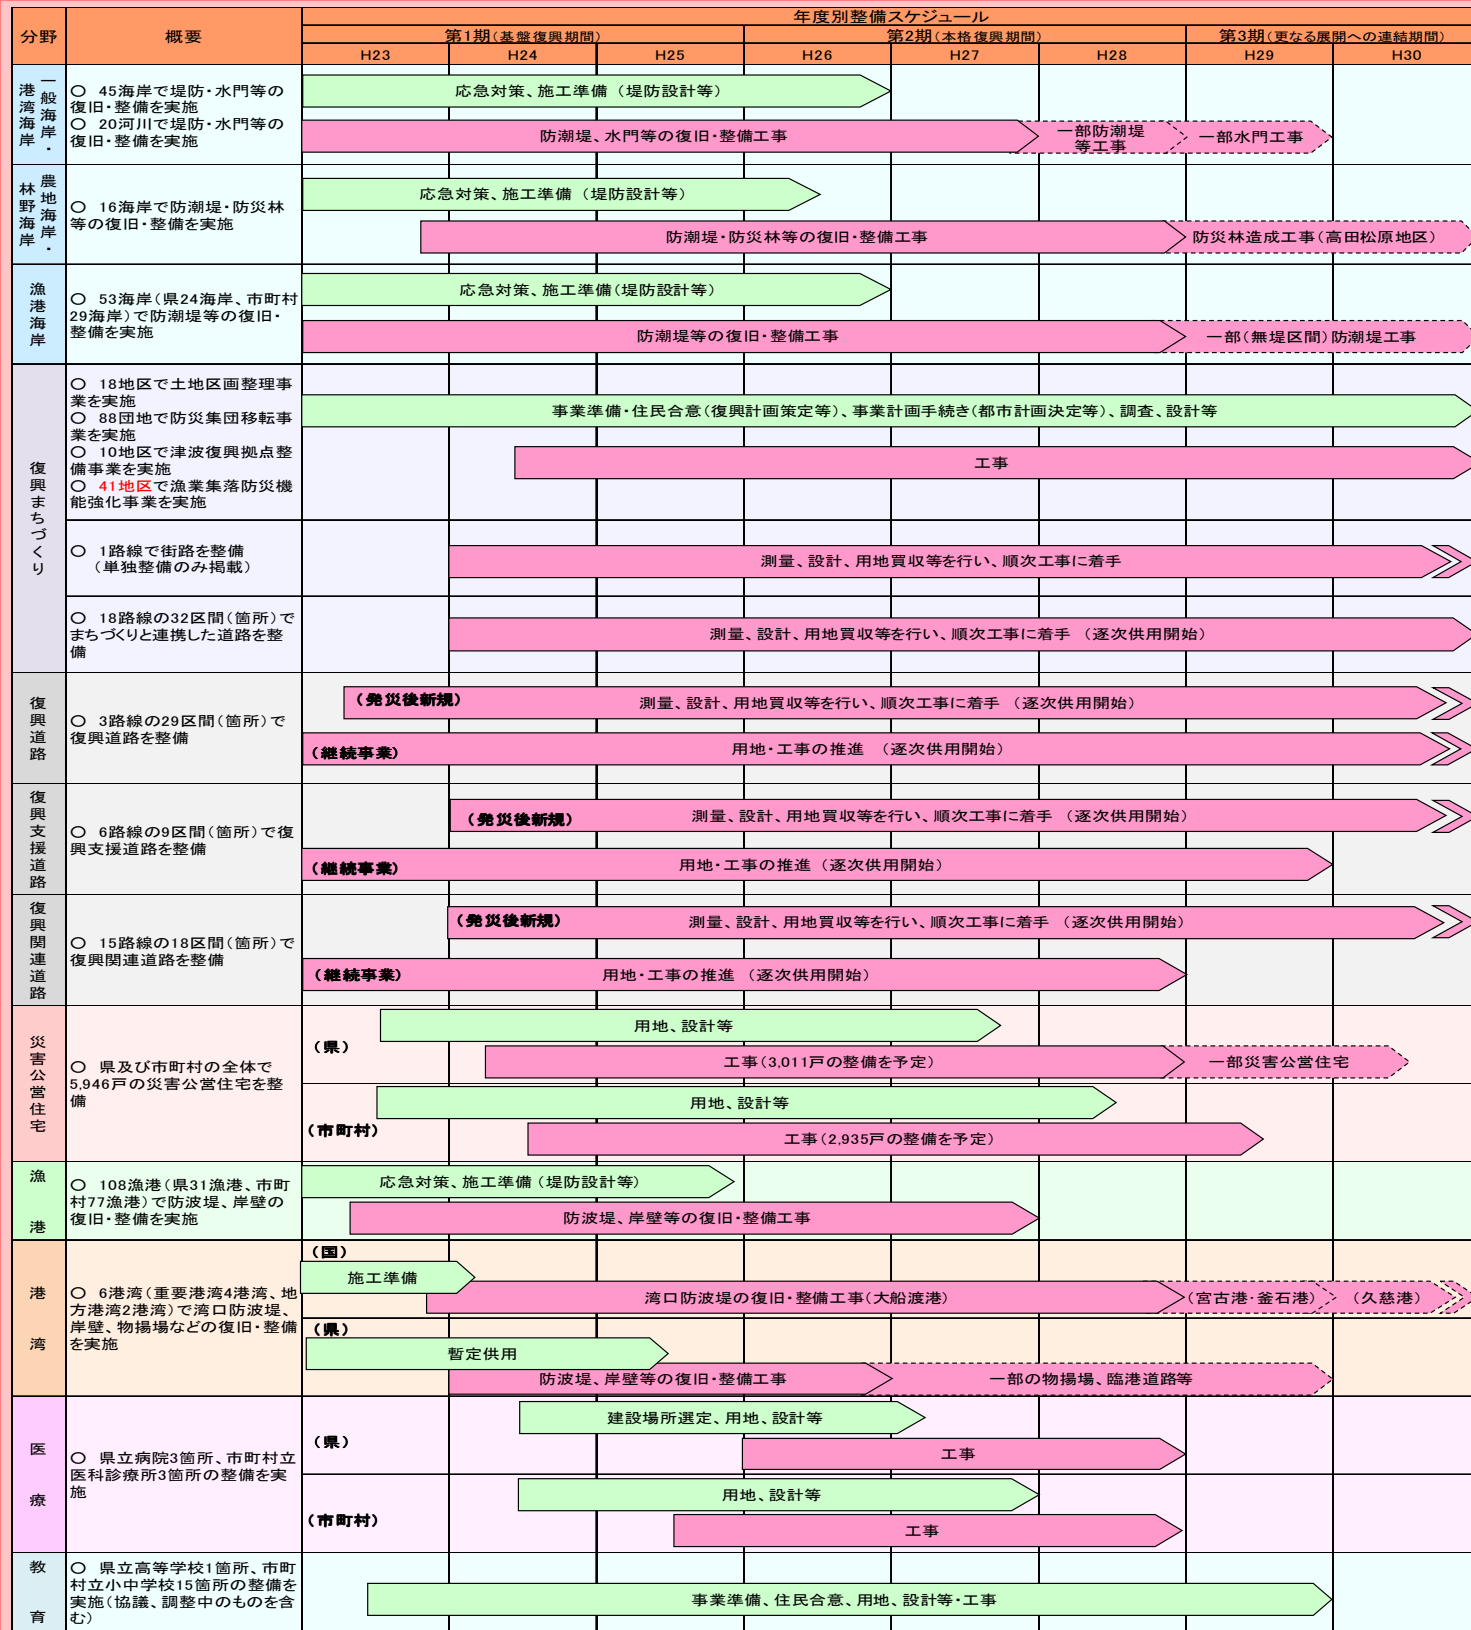 年度別整備スケジュール
分野
概要
第1期(基盤復興期間)
第2期(本格復興期間)
第3期(更なる展開への連結期間)
H23
H24
H25
H26
H27
H28
H29
H30
一般海岸・
港湾海岸
〇 45海岸で堤防・水門等の
復旧・整備を実施
〇 20河川で堤防・水門等の
復旧・整備を実施
応急対策、施工準備 (堤防設計等)
防潮堤、水門等の復旧・整備工事
一部防潮堤
等工事
一部水門工事
農地海岸・
林野海岸
〇 16海岸で防潮堤・防災林
等の復旧・整備を実施
応急対策、施工準備 (堤防設計等)
防潮堤・防災林等の復旧・整備工事
防災林造成工事(高田松原地区)
漁港海岸
〇 53海岸(県24海岸、市町村
29海岸)で防潮堤等の復旧・
整備を実施
応急対策、施工準備(堤防設計等)
防潮堤等の復旧・整備工事
一部(無堤区間)防潮堤工事
復興まちづくり
〇 18地区で土地区画整理事
業を実施
〇 88団地で防災集団移転事
業を実施
〇 10地区で津波復興拠点整
備事業を実施
〇 41地区で漁業集落防災機
能強化事業を実施
事業準備・住民合意(復興計画策定等)、事業計画手続き(都市計画決定等)、調査、設計等
工事
〇 1路線で街路を整備
(単独整備のみ掲載)
測量、設計、用地買収等を行い、順次工事に着手
〇 18路線の32区間(箇所)で
まちづくりと連携した道路を整
備
測量、設計、用地買収等を行い、順次工事に着手 (逐次供用開始)
復興道路
〇 3路線の29区間(箇所)で
復興道路を整備
(発災後新規)
測量、設計、用地買収等を行い、順次工事に着手 (逐次供用開始)
(継続事業)
用地・工事の推進 (逐次供用開始)
復興支援道路
〇 6路線の9区間(箇所)で復
興支援道路を整備
(発災後新規)
測量、設計、用地買収等を行い、順次工事に着手 (逐次供用開始)
(継続事業)
用地・工事の推進 (逐次供用開始)
復興関連道路
〇 15路線の18区間(箇所)で
復興関連道路を整備
(発災後新規)
測量、設計、用地買収等を行い、順次工事に着手 (逐次供用開始)
(継続事業)
用地・工事の推進 (逐次供用開始)
災害公営住宅
〇 県及び市町村の全体で
5,946戸の災害公営住宅を整
備
(県)
用地、設計等
工事(3,011戸の整備を予定)
一部災害公営住宅
(市町村)
用地、設計等
工事(2,935戸の整備を予定)
漁港
〇 108漁港(県31漁港、市町
村77漁港)で防波堤、岸壁の
復旧・整備を実施
応急対策、施工準備(堤防設計等)
防波堤、岸壁等の復旧・整備工事
港湾
〇 6港湾(重要港湾4港湾、地
方港湾2港湾)で湾口防波堤、
岸壁、物揚場などの復旧・整備
を実施
(国)
施工準備
湾口防波堤の復旧・整備工事(大船渡港)
(宮古港・釜石港)
(久慈港)
(県)
暫定供用
防波堤、岸壁等の復旧・整備工事
一部の物揚場、臨港道路等
医療
〇 県立病院3箇所、市町村立
医科診療所3箇所の整備を実
施
(県)
建設場所選定、用地、設計等
工事
(市町村)
用地、設計等
工事
教育
〇 県立高等学校1箇所、市町
村立小中学校15箇所の整備を
実施(協議、調整中のものを含
む)
事業準備、住民合意、用地、設計等・工事